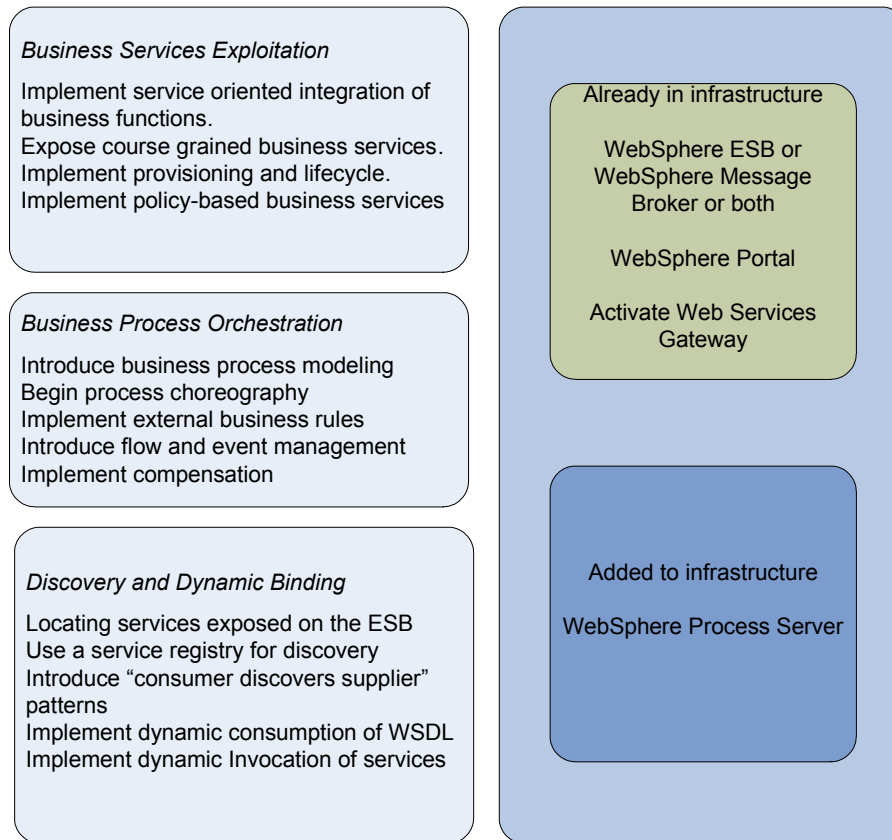 Business Services Exploitation
Implement service oriented integration of
business functions.
Expose course grained business services.
Implement provisioning and lifecycle.
Implement policy-based business services
Business Process Orchestration
Introduce business process modeling
Begin process choreography
Implement external business rules
Introduce flow and event management
Implement compensation
Discovery and Dynamic Binding
Locating services exposed on the ESB
Use a service registry for discovery
Introduce “consumer discovers supplier”
patterns
Implement dynamic consumption of WSDL
Implement dynamic Invocation of services
Already in infrastructure
WebSphere ESB or
WebSphere Message
Broker or both
WebSphere Portal
Activate Web Services
Gateway
Added to infrastructure
WebSphere Process Server